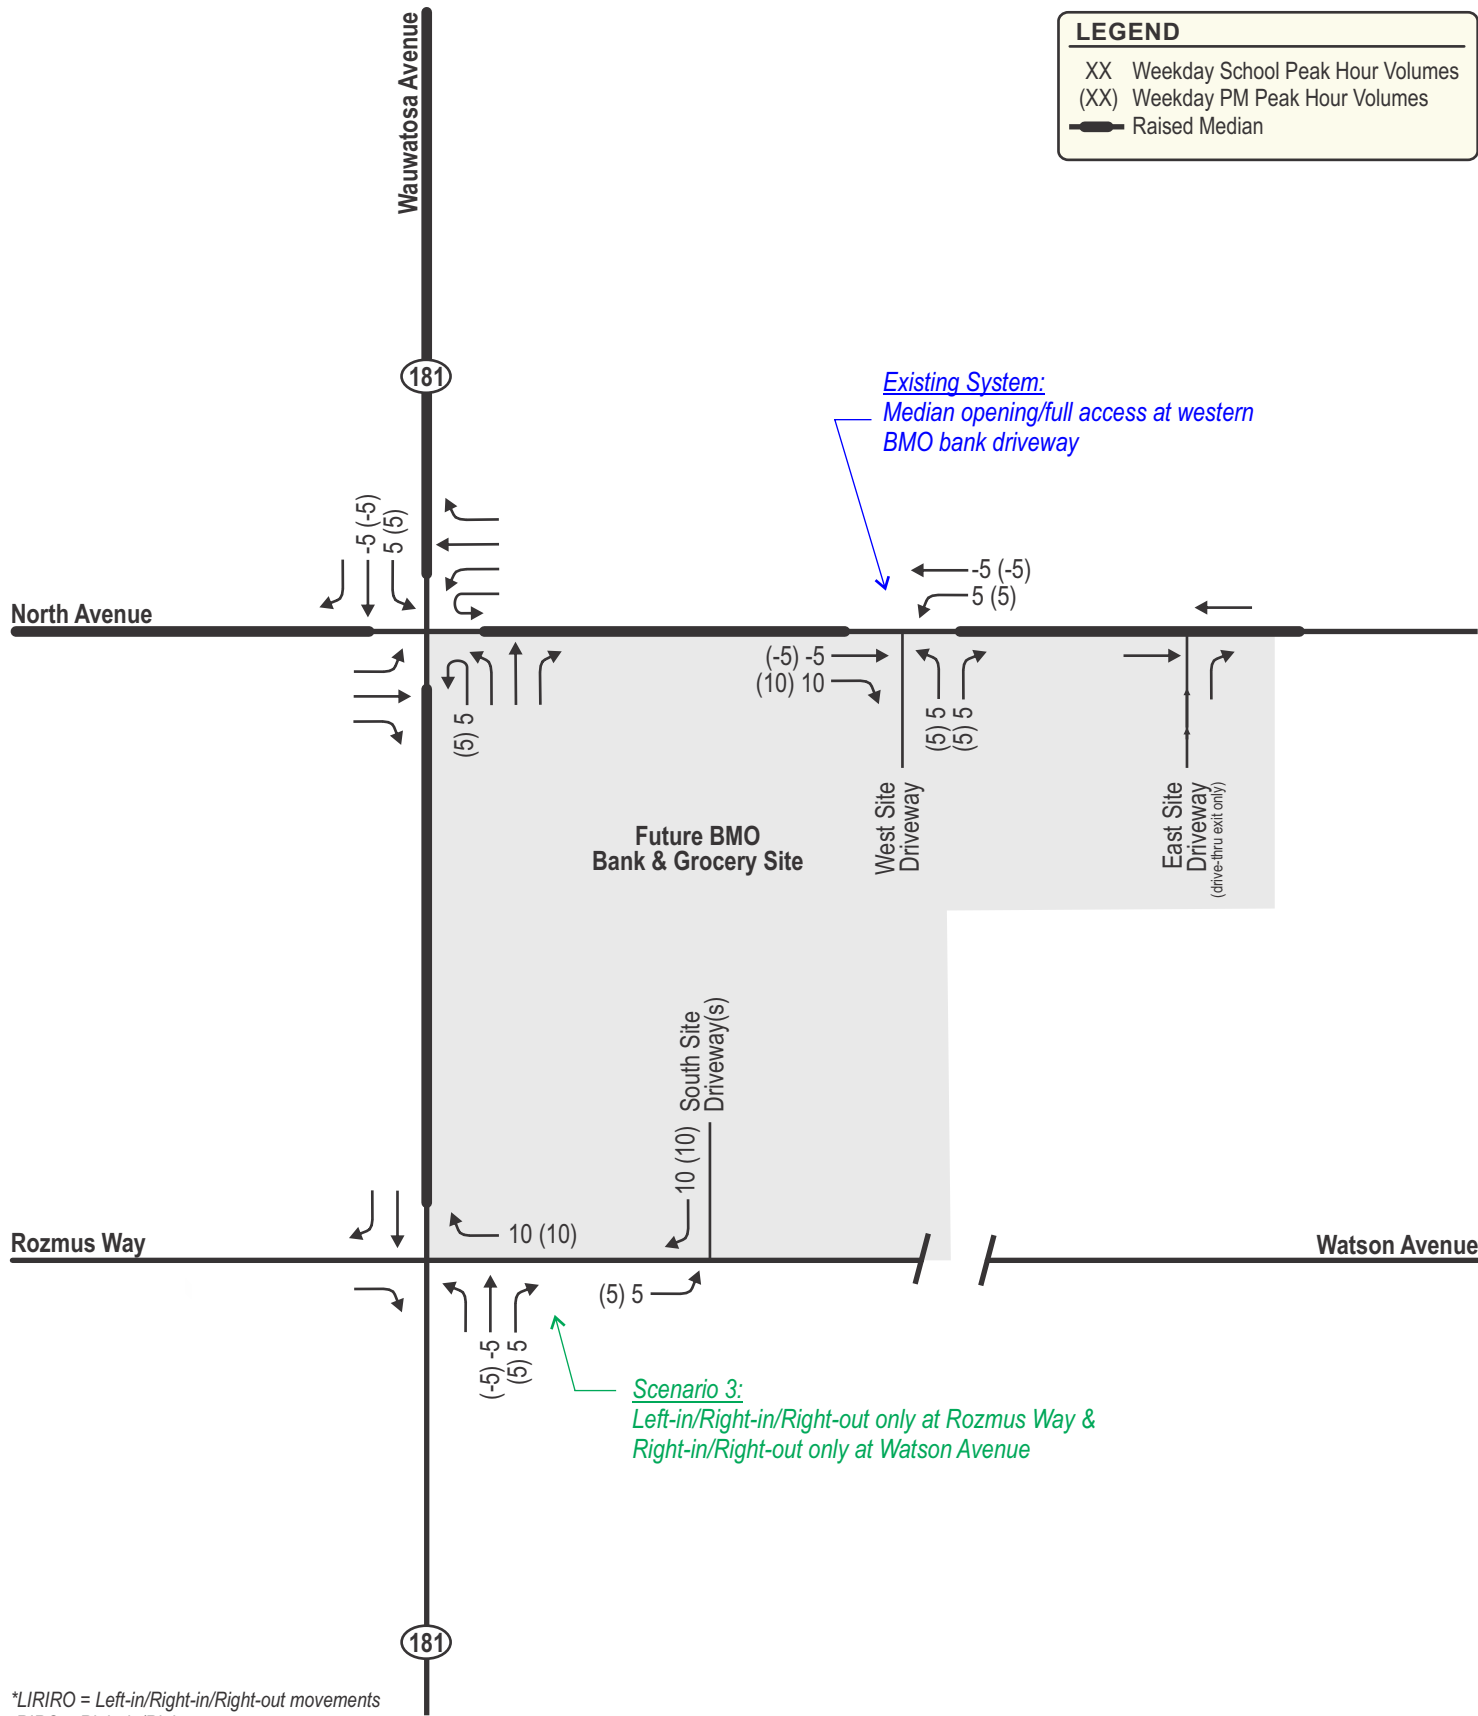 Wauwatosa Avenue
LEGEND
XX Weekday School Peak Hour Volumes
(XX) Weekday PM Peak Hour Volumes
Raised Median
181
Existing System:
Median opening/full access at western
BMO bank driveway
-5 (-5)
5 (5)
-5 (-5)
5 (5)
North Avenue
(-5) -5
(10) 10
(5) 5
(5) 5
(5) 5
West Site
Driveway
East Site
Driveway
(drive-thru exit only)
Future BMO
Bank & Grocery Site
South Site
Driveway(s)
10 (10)
10 (10)
Rozmus Way
Watson Avenue
(5) 5
(-5) -5
(5) 5
Scenario 3:
Left-in/Right-in/Right-out only at Rozmus Way &
Right-in/Right-out only at Watson Avenue
181
*LIRIRO = Left-in/Right-in/Right-out movements